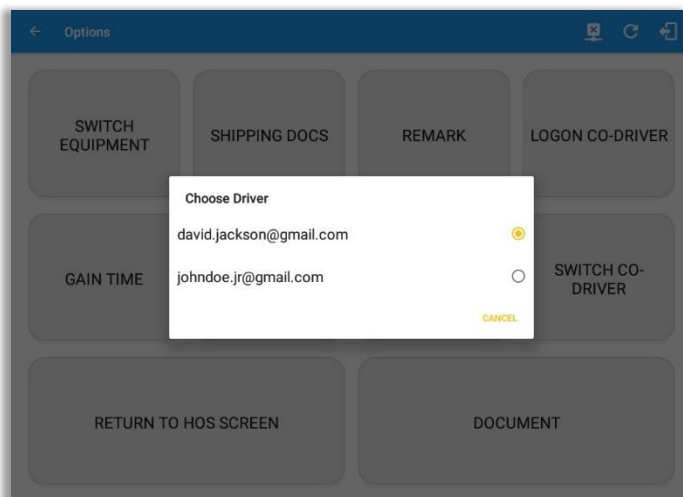 Options
SWITCH
EQUIPMENT
SHIPPING DOCS
REMARK
LOGON CO-DRIVER
Choose Driver
david.jackson@gmail.com
johndoe.jr@gmail.com
CANCEL
GAIN TIME
SWITCH CO-
DRIVER
RETURN TO HOS SCREEN
DOCUMENT